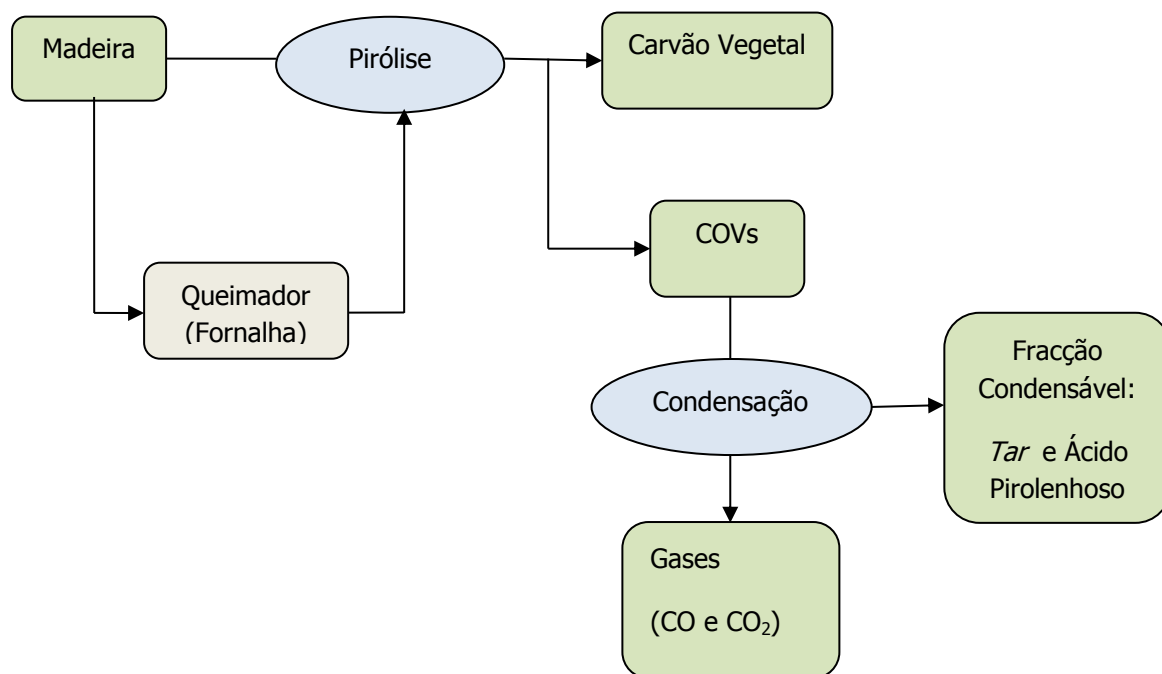 Madeira
Pirólise
Carvão Vegetal
COVs
Queimador
(Fornalha)
Condensação
Fracção
Condensável:
Tar e Ácido
Pirolenhoso
Gases
(CO e CO₂)